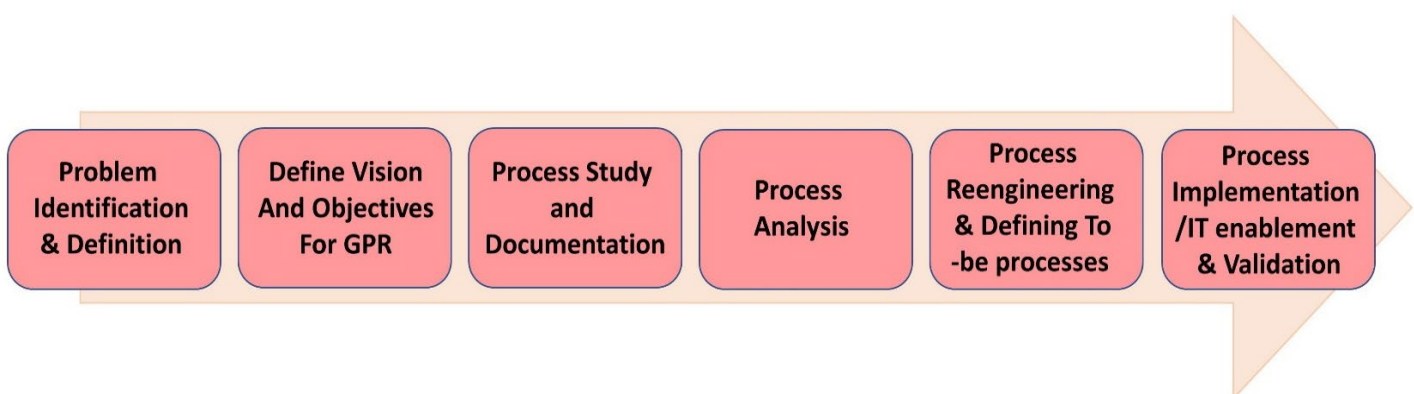 Problem
Identification
& Definition
Define Vision
And Objectives
For GPR
Process Study
and
Documentation
Process
Analysis
Process
Reengineering
& Defining To
-be processes
Process
Implementation
/IT enablement
& Validation